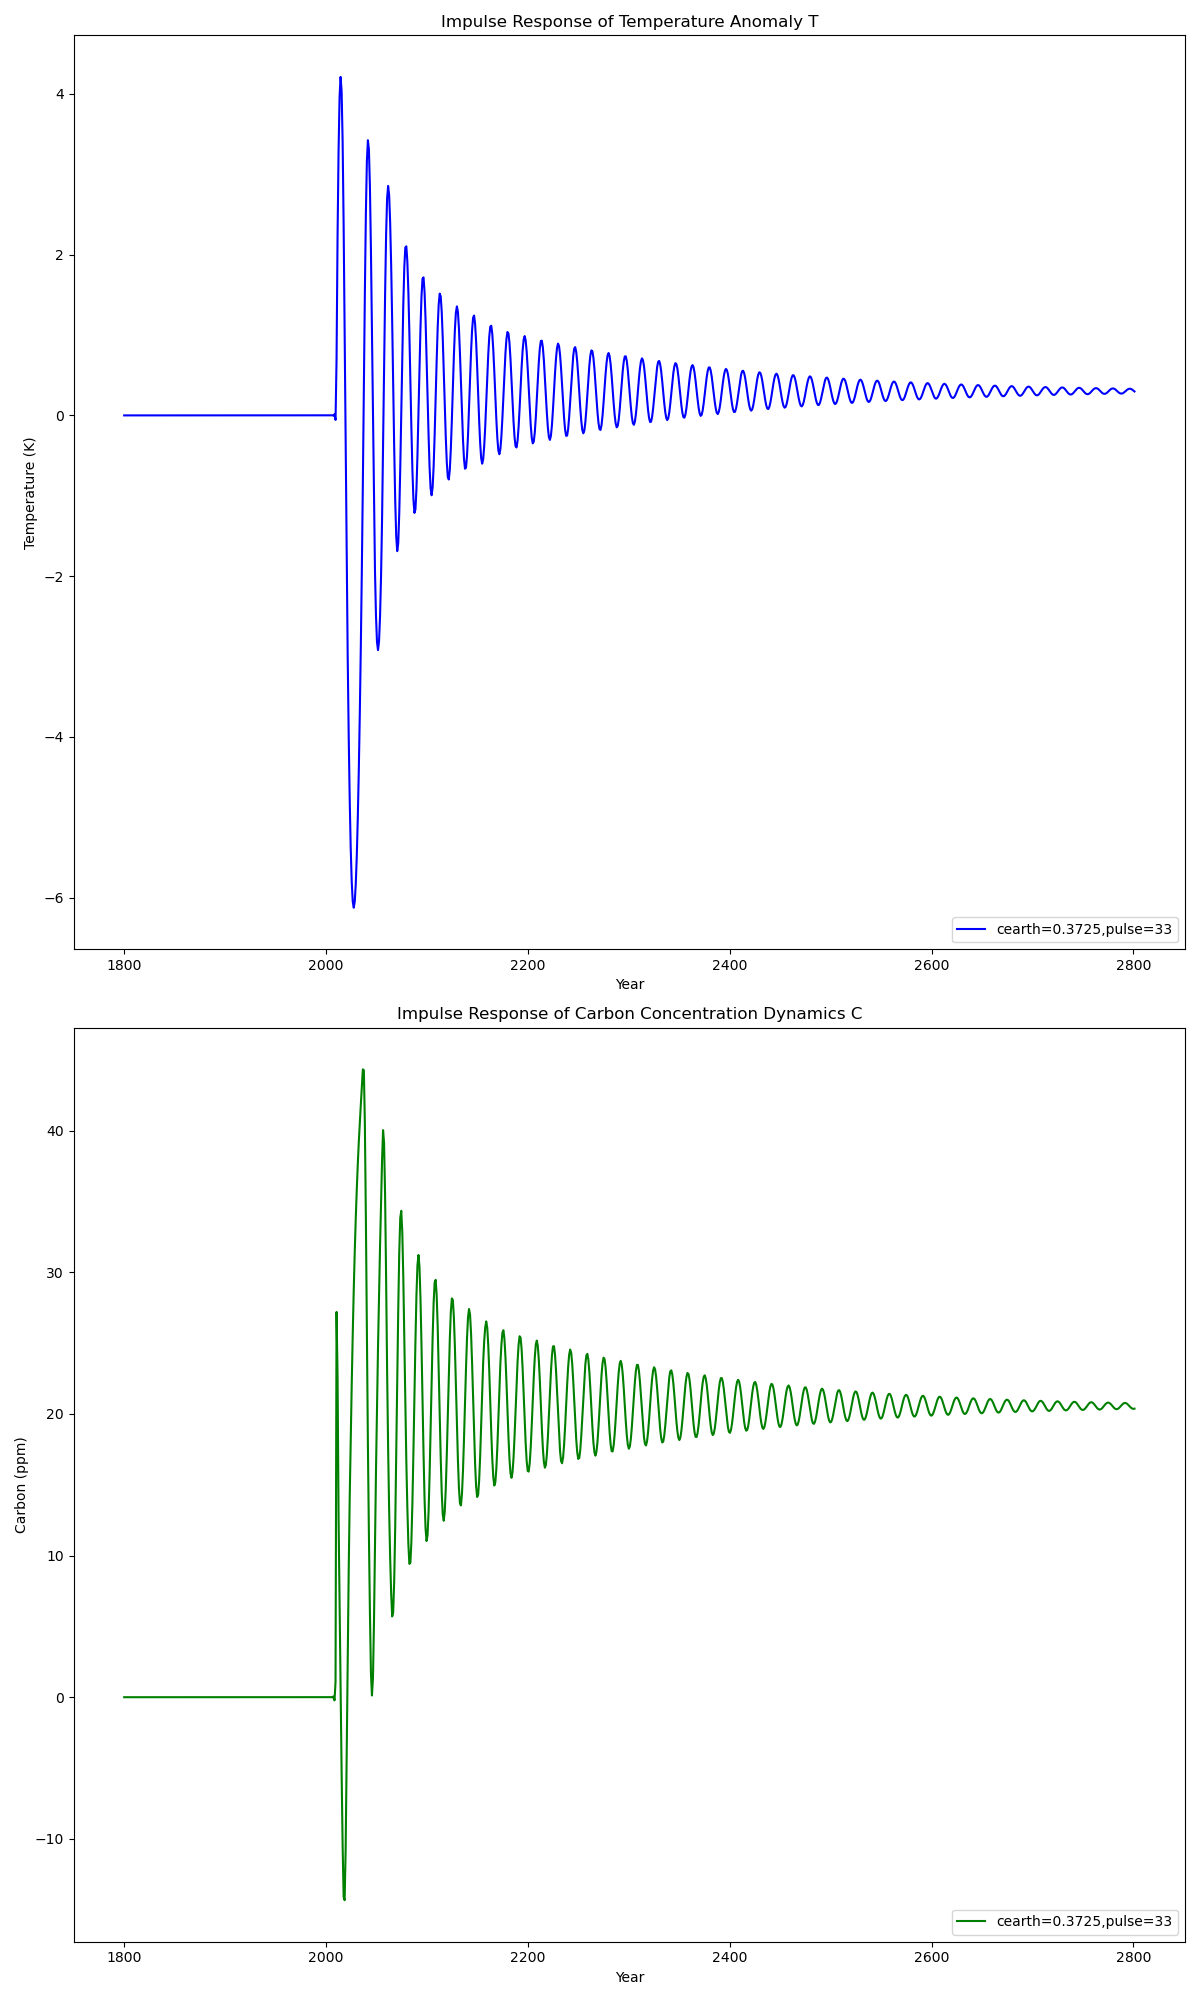 Impulse Response of Temperature Anomaly T
4
2
0
−2
−4
−6
Temperature (K)
cearth=0.3725,pulse=33
1800 2000 2200 2400 2600 2800
Year
Impulse Response of Carbon Concentration Dynamics C
40
30
20
10
0
−10
Carbon (ppm)
cearth=0.3725,pulse=33
1800 2000 2200 2400 2600 2800
Year